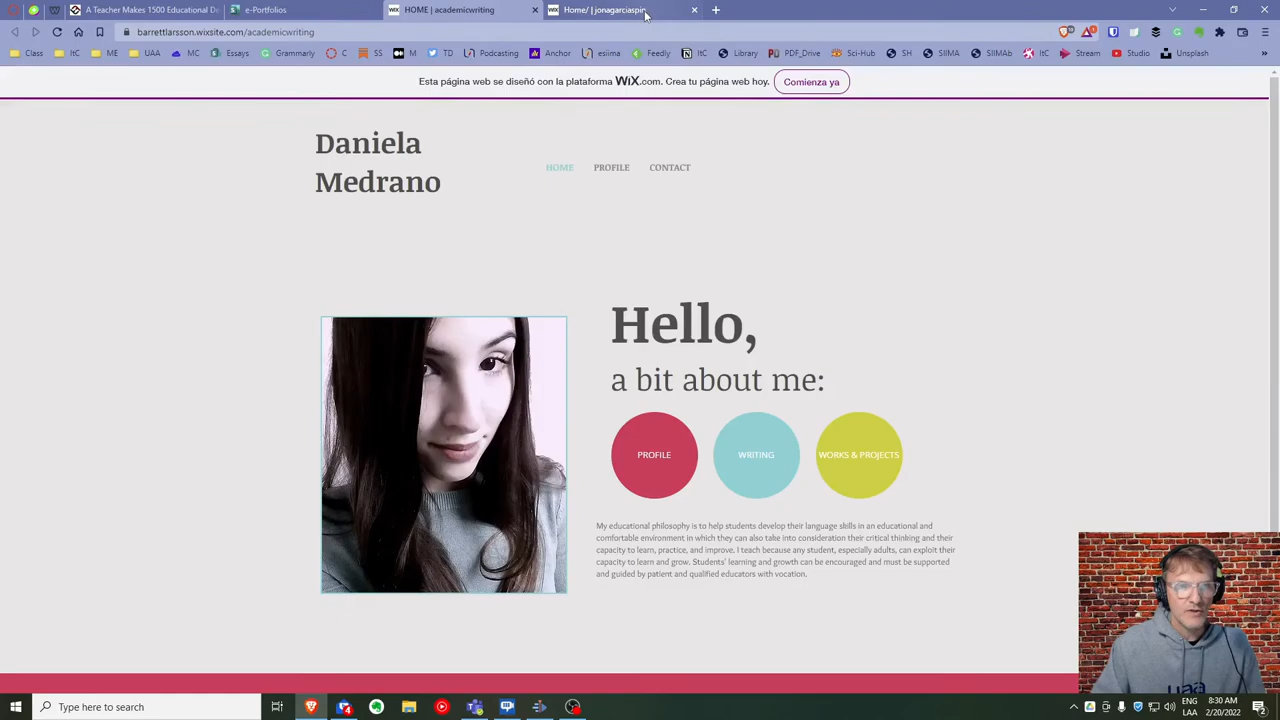 A Teacher Makes 1500 Educational De
e-Portfolios
HOME | academicwriting
Home/ | jonagarciaspin
barrettlarsson.wixsite.com/academicwriting
Seminars
UAA
MC
Essays
ItC
SS
M
TD
Podcasting
Anchor
esiima
Feedly
ItC
Library
PDF_Drive
Sci-Hub
SH
SIIMA
SIIMAb
ItC
Stream
Studio
Unsplash
Esta página web se diseñó con la plataforma WiX.com. Crea tu página web hoy.
Comienza ya
Daniela
Medrano
HOME PROFILE CONTACT
Hello,
a bit about me:
PROFILE
WRITING
WORKS & PROJECTS
My educational philosophy is to help students develop their language skills in an educational and
comfortable environment in which they can also take into consideration their critical thinking and their
capacity to learn, practice, and improve. I teach because any student, especially adults, can exploit their
capacity to learn and grow. Students' learning and growth can be encouraged and must be supported
and guided by patient and qualified educators with vocation.
uaa
Type here to search
4
ENG
LAA
8:30 AM
2/20/2022
2